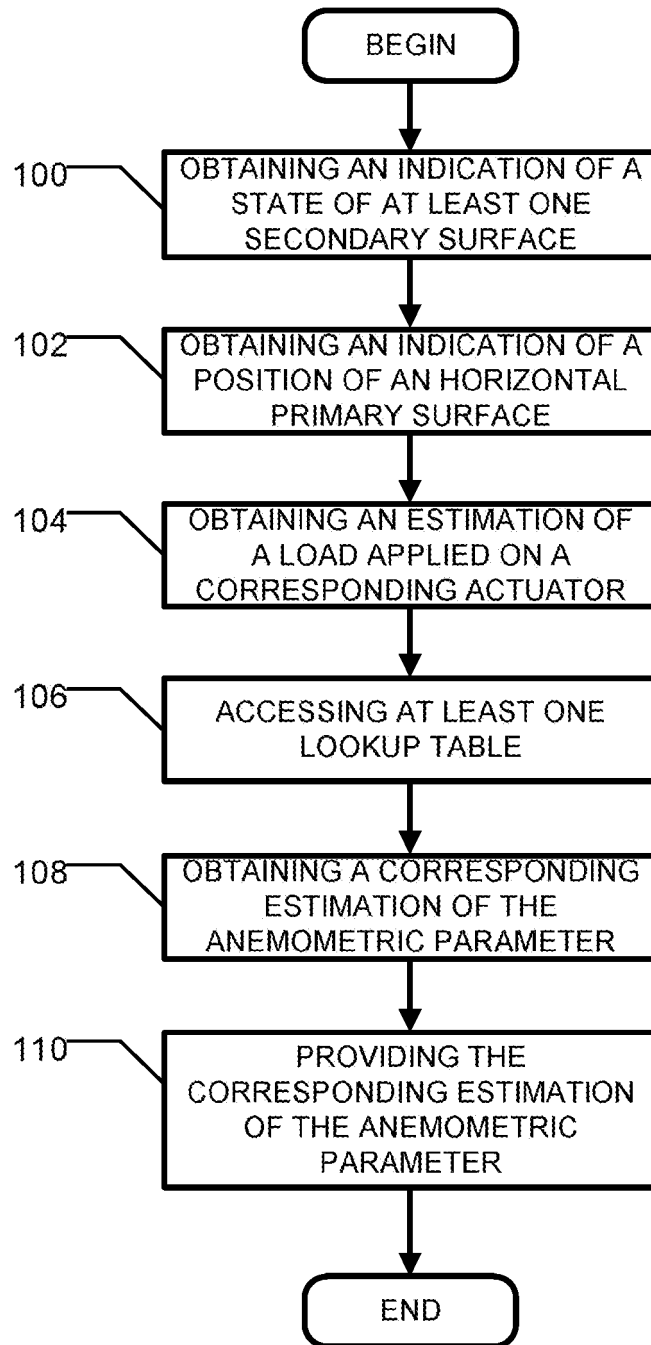 BEGIN
100
OBTAINING AN INDICATION OF A
STATE OF AT LEAST ONE
SECONDARY SURFACE
102
OBTAINING AN INDICATION OF A
POSITION OF AN HORIZONTAL
PRIMARY SURFACE
104
OBTAINING AN ESTIMATION OF
A LOAD APPLIED ON A
CORRESPONDING ACTUATOR
106
ACCESSING AT LEAST ONE
LOOKUP TABLE
108
OBTAINING A CORRESPONDING
ESTIMATION OF THE
ANEMOMETRIC PARAMETER
110
PROVIDING THE
CORRESPONDING ESTIMATION
OF THE ANEMOMETRIC
PARAMETER
END